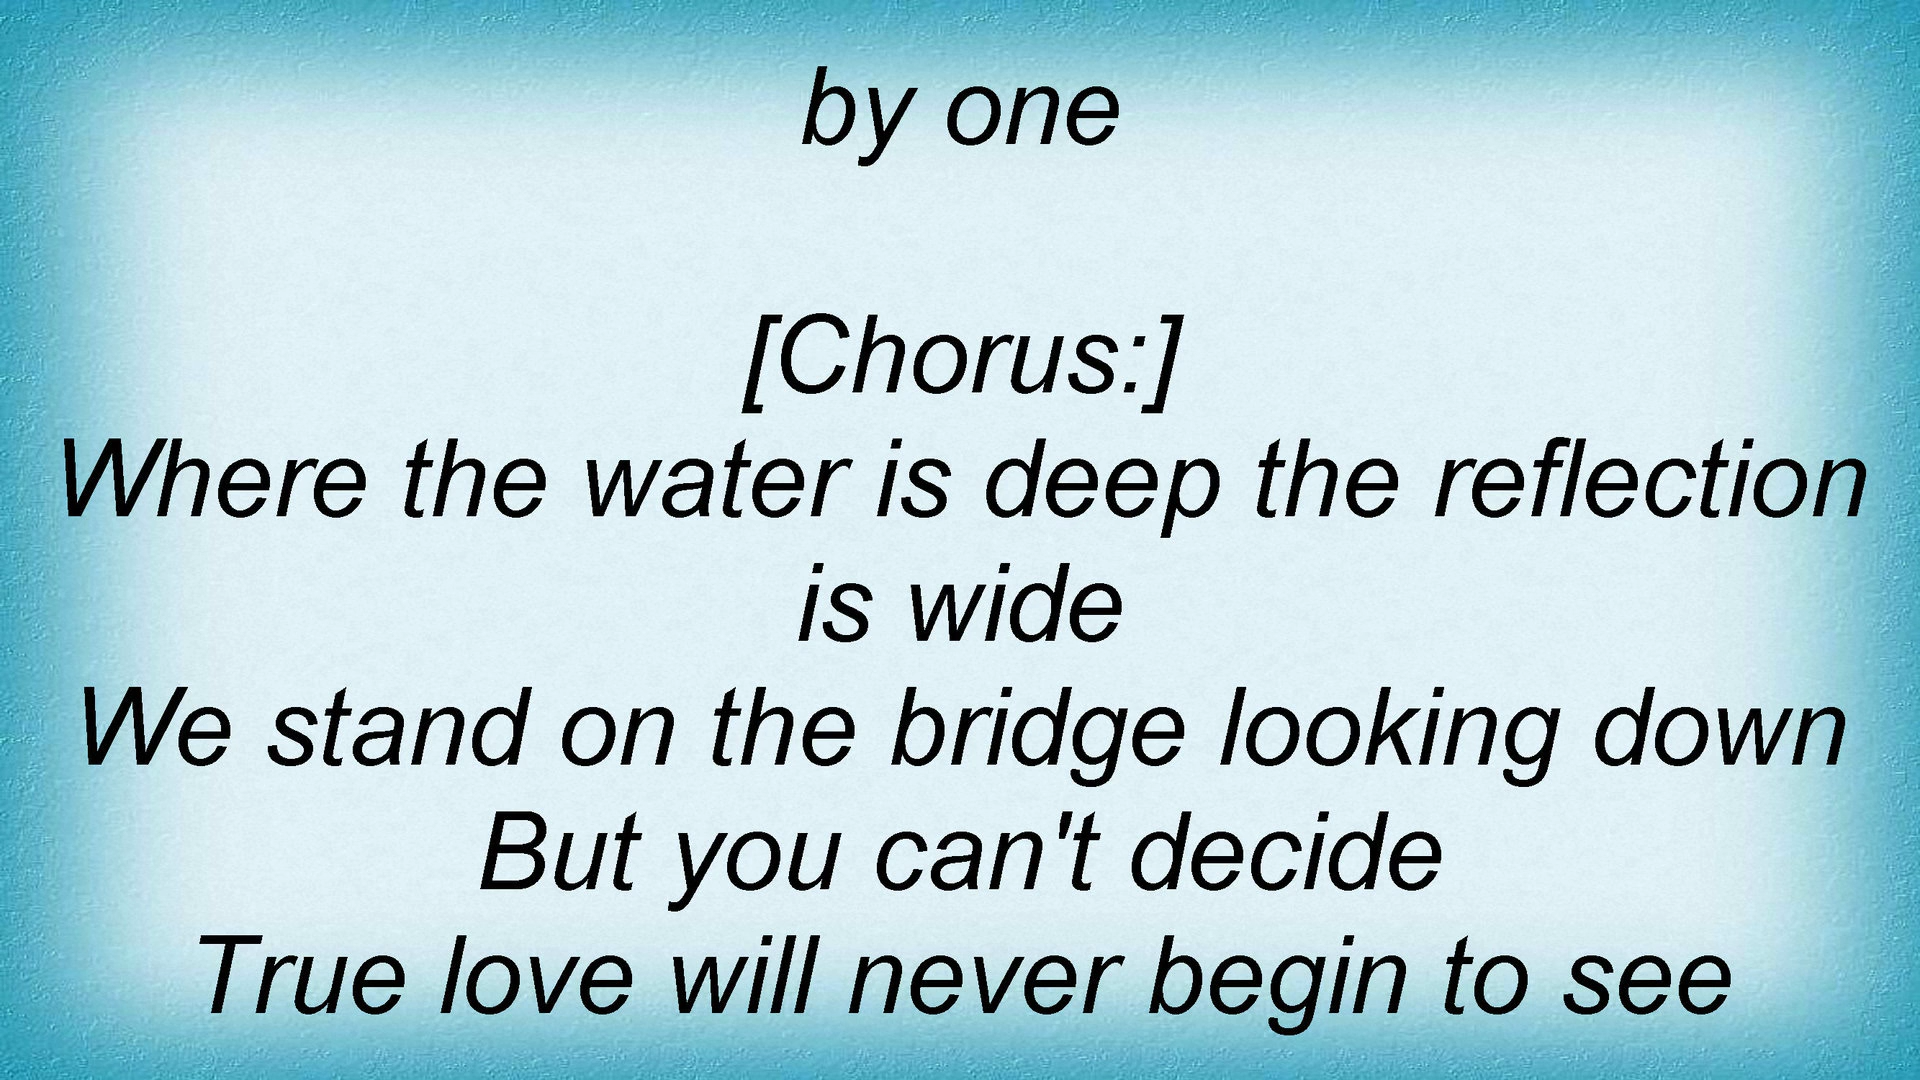 by one
[Chorus:]
Where the water is deep the reflection
is wide
We stand on the bridge looking down
But you can't decide
True love will never begin to see